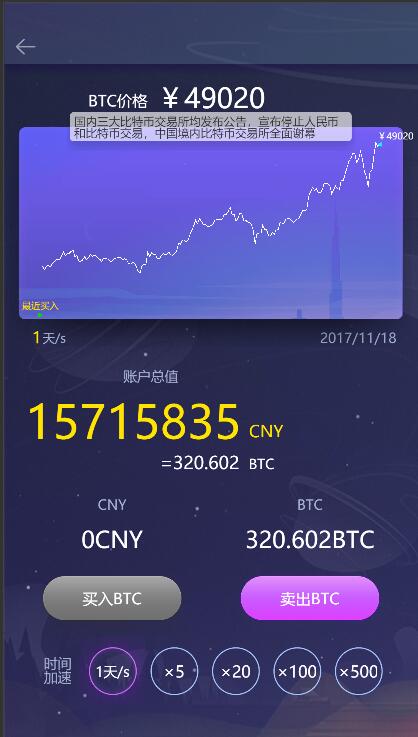 BTC价格 ￥49020
国内三大比特币交易所均发布公告，宣布停止人民币
和比特币交易，中国境内比特币交易所全面谢幕
￥49020
最近买入
1天/s 2017/11/18
账户总值
15715835 CNY
=320.602 BTC
CNY BTC
0CNY 320.602BTC
买入BTC 卖出BTC
时间
加速
1天/s ×5 ×20 ×100 ×500